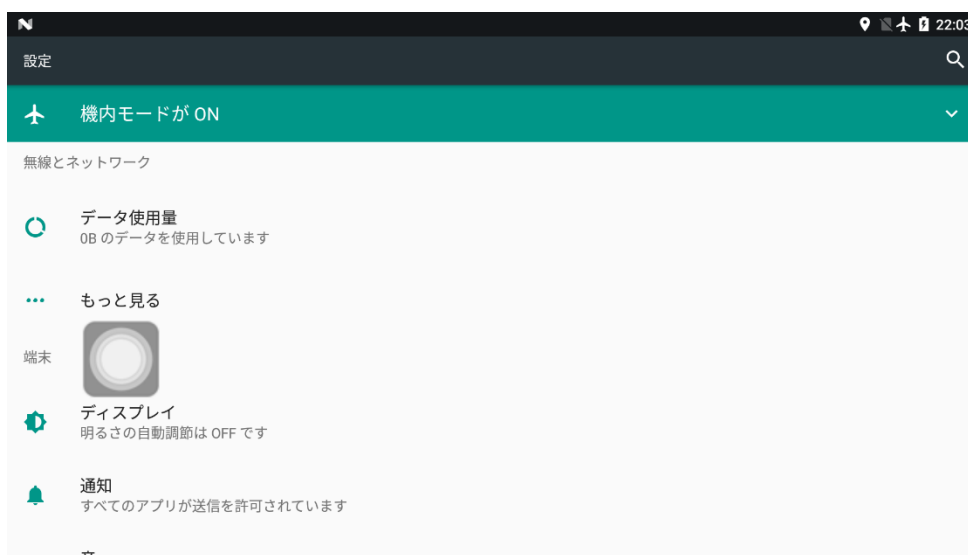 22:03
設定
機内モードが ON
無線とネットワーク
データ使用量
0B のデータを使用しています
もっと見る
端末
ディスプレイ
明るさの自動調節は OFF です
通知
すべてのアプリが送信を許可されています